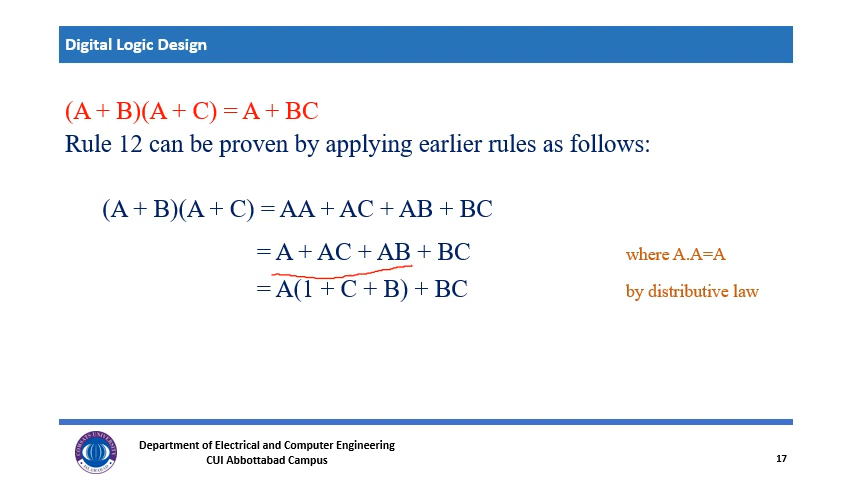 Digital Logic Design
(A + B)(A + C) = A + BC
Rule 12 can be proven by applying earlier rules as follows:
(A + B)(A + C) = AA + AC + AB + BC
= A + AC + AB + BC where A.A=A
= A(1 + C + B) + BC by distributive law
Department of Electrical and Computer Engineering
CUI Abbottabad Campus
17